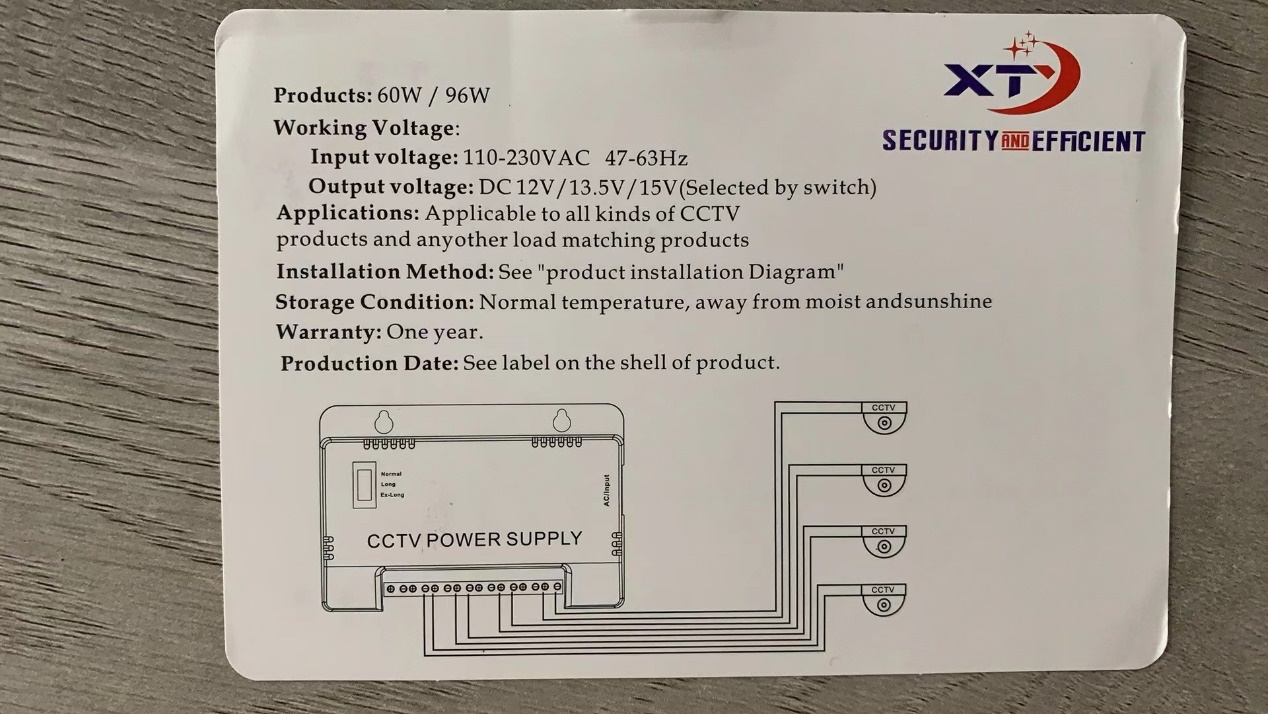 XT
SECURITY AND EFFiCIENT
Products: 60W / 96W
Working Voltage:
Input voltage: 110-230VAC 47-63Hz
Output voltage: DC 12V/13.5V/15V(Selected by switch)
Applications: Applicable to all kinds of CCTV
products and anyother load matching products
Installation Method: See "product installation Diagram"
Storage Condition: Normal temperature, away from moist andsunshine
Warranty: One year.
Production Date: See label on the shell of product.
Normal
Long
Ex-Long
AC/Input
CCTV POWER SUPPLY
CCTV
CCTV
CCTV
CCTV